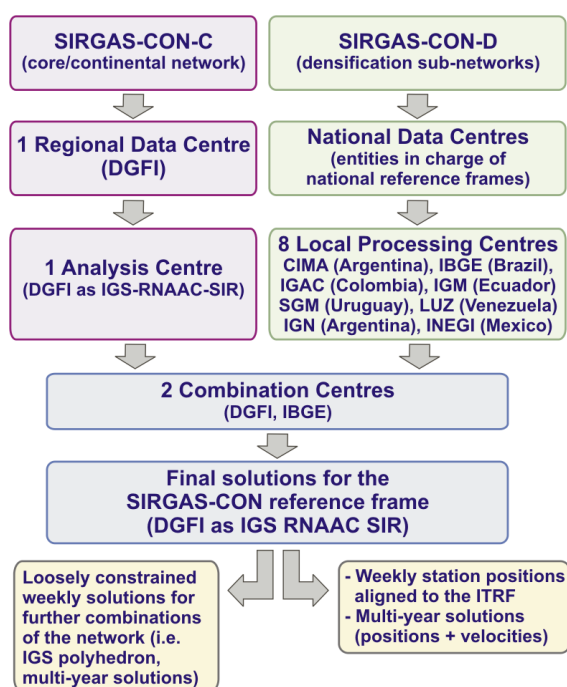 SIRGAS-CON-C
(core/continental network)
SIRGAS-CON-D
(densification sub-networks)
1 Regional Data Centre
(DGFI)
National Data Centres
(entities in charge of
national reference frames)
1 Analysis Centre
(DGFI as IGS-RNAAC-SIR)
8 Local Processing Centres
CIMA (Argentina), IBGE (Brazil),
IGAC (Colombia), IGM (Ecuador)
SGM (Uruguay), LUZ (Venezuela)
IGN (Argentina), INEGI (Mexico)
2 Combination Centres
(DGFI, IBGE)
Final solutions for the
SIRGAS-CON reference frame
(DGFI as IGS RNAAC SIR)
Loosely constrained
weekly solutions for
further combinations
of the network (i.e.
IGS polyhedron,
multi-year solutions)
- Weekly station positions
aligned to the ITRF
- Multi-year solutions
(positions + velocities)